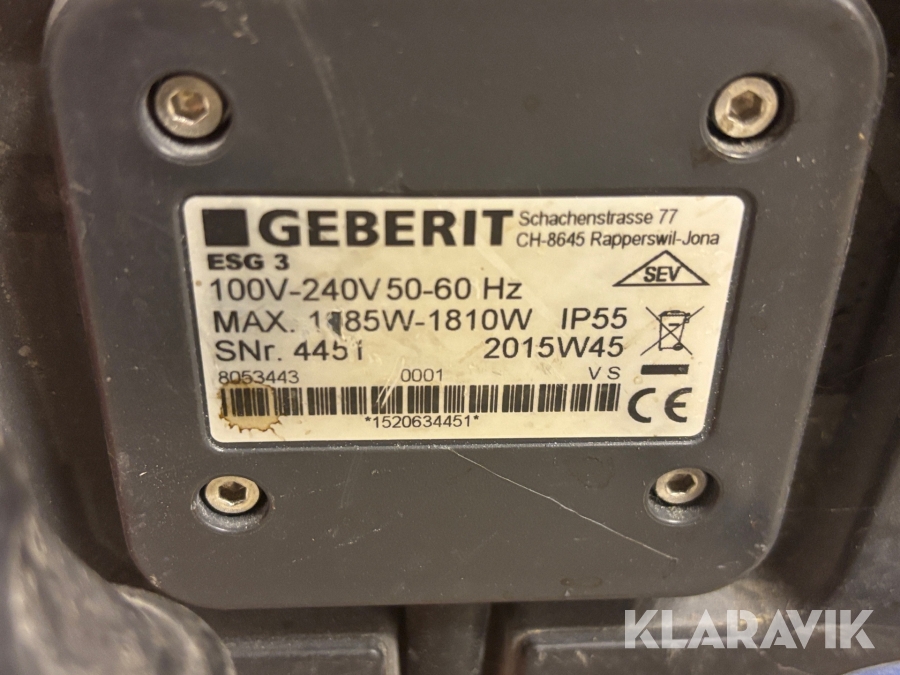 GEBERIT
Schachenstrasse 77
CH-8645 Rapperswil-Jona
ESG 3
SEV
100V-240V 50-60 Hz
MAX. W-1810W IP55
SNr. 4451 2015W45
8053443 0001 V S
*1520634451*
CE
KLARAVIK